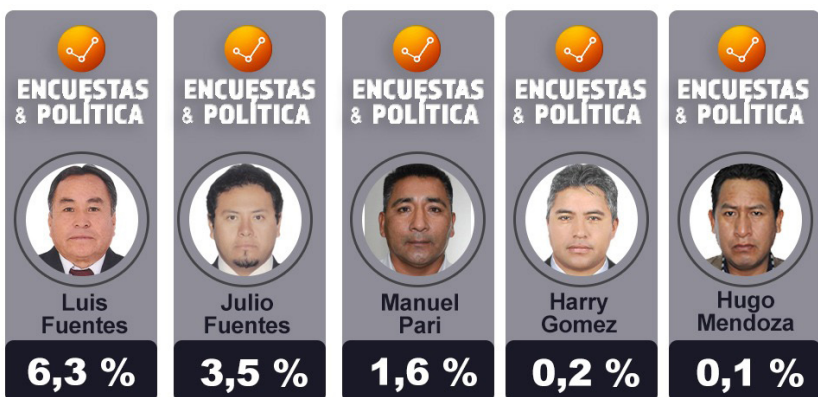 ENCUESTAS
& POLÍTICA
Luis
Fuentes
6,3 %
ENCUESTAS
& POLÍTICA
Julio
Fuentes
3,5 %
ENCUESTAS
& POLÍTICA
Manuel
Pari
1,6 %
ENCUESTAS
& POLÍTICA
Harry
Gomez
0,2 %
ENCUESTAS
& POLÍTICA
Hugo
Mendoza
0,1 %